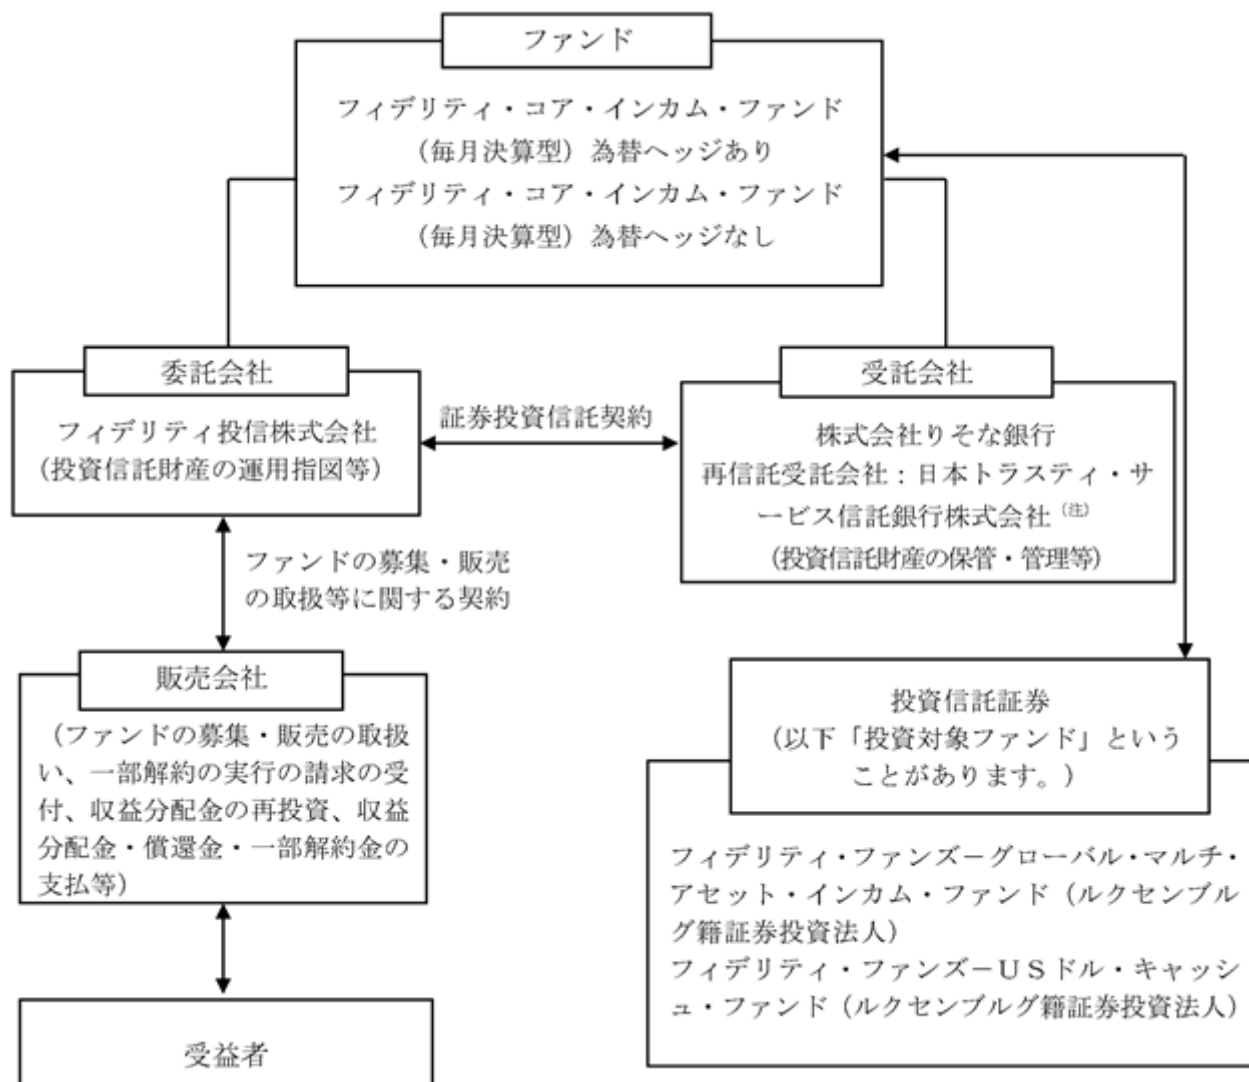 ファンド
フィデリティ・コア・インカム・ファンド
（毎月決算型）為替ヘッジあり
フィデリティ・コア・インカム・ファンド
（毎月決算型）為替ヘッジなし
委託会社
フィデリティ投信株式会社
（投資信託財産の運用指図等）
証券投資信託契約
受託会社
株式会社りそな銀行
再信託受託会社：日本トラスティ・サ
ービス信託銀行株式会社（注）
（投資信託財産の保管・管理等）
ファンドの募集・販売
の取扱等に関する契約
販売会社
（ファンドの募集・販売の取扱
い、一部解約の実行の請求の受
付、収益分配金の再投資、収益
分配金・償還金・一部解約金の
支払等）
投資信託証券
（以下「投資対象ファンド」という
ことがあります。）
フィデリティ・ファンズ－グローバル・マルチ・
アセット・インカム・ファンド（ルクセンブル
グ籍証券投資法人）
フィデリティ・ファンズ－ＵＳドル・キャッシ
ュ・ファンド（ルクセンブルグ籍証券投資法人）
受益者